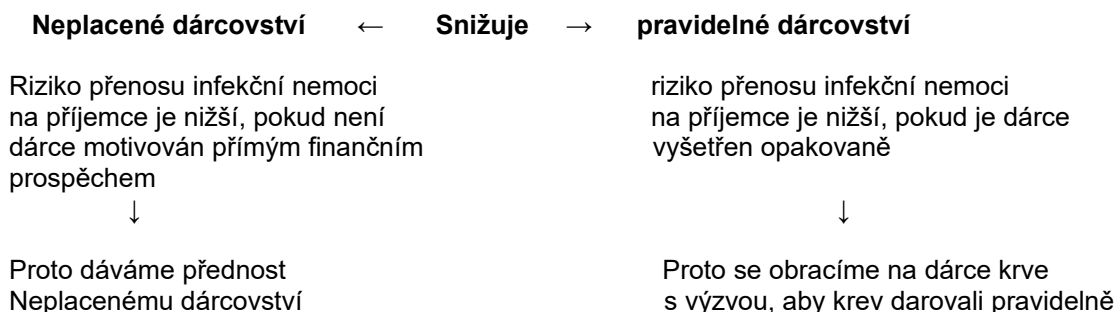 Neplacené dárcovství ← Snižuje → pravidelné dárcovství
Riziko přenosu infekční nemoci
na příjemce je nižší, pokud není
dárce motivován přímým finančním
prospěchem
↓
Proto dáváme přednost
Neplacenému dárcovství
riziko přenosu infekční nemoci
na příjemce je nižší, pokud je dárce
vyšetřen opakovaně
↓
Proto se obracíme na dárce krve
s výzvou, aby krev darovali pravidelně